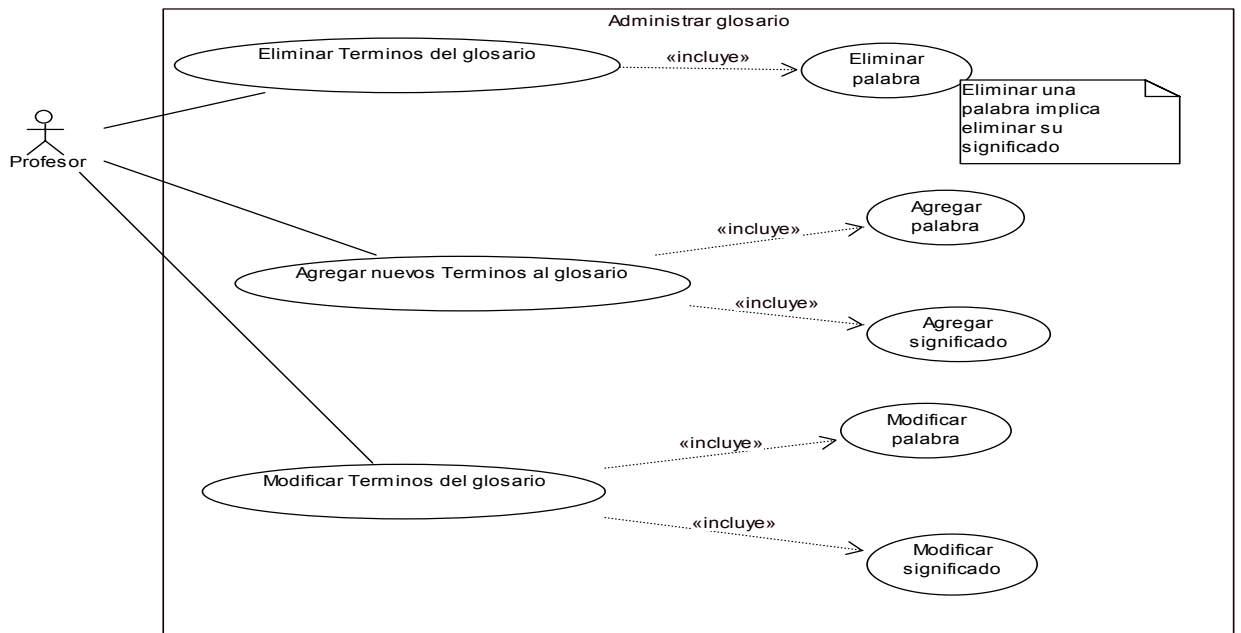 Administrar glosario
Eliminar Terminos del glosario
«incluye»
Eliminar
palabra
Eliminar una
palabra implica
eliminar su
significado
Profesor
Agregar
palabra
«incluye»
Agregar nuevos Terminos al glosario
«incluye»
Agregar
significado
Modificar
palabra
«incluye»
Modificar Terminos del glosario
«incluye»
Modificar
significado